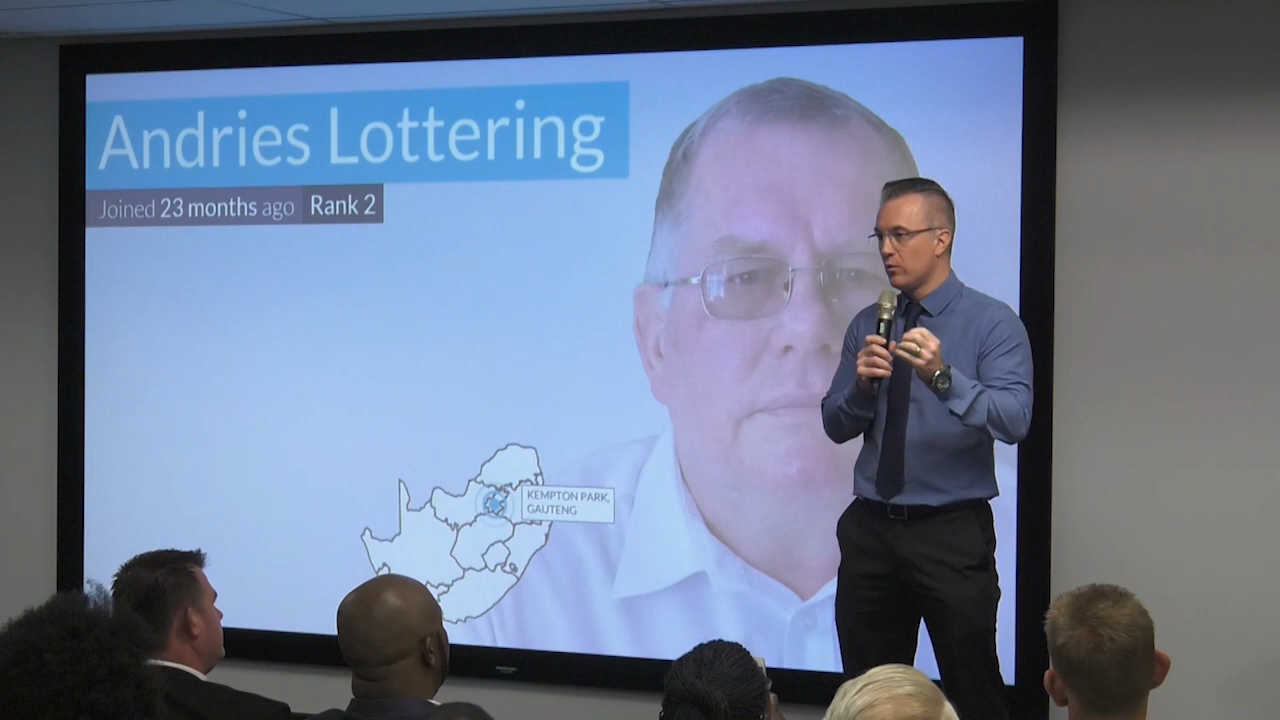 Andries Lottering
Joined 23 months ago Rank 2
KEMPTON PARK,
GAUTENG